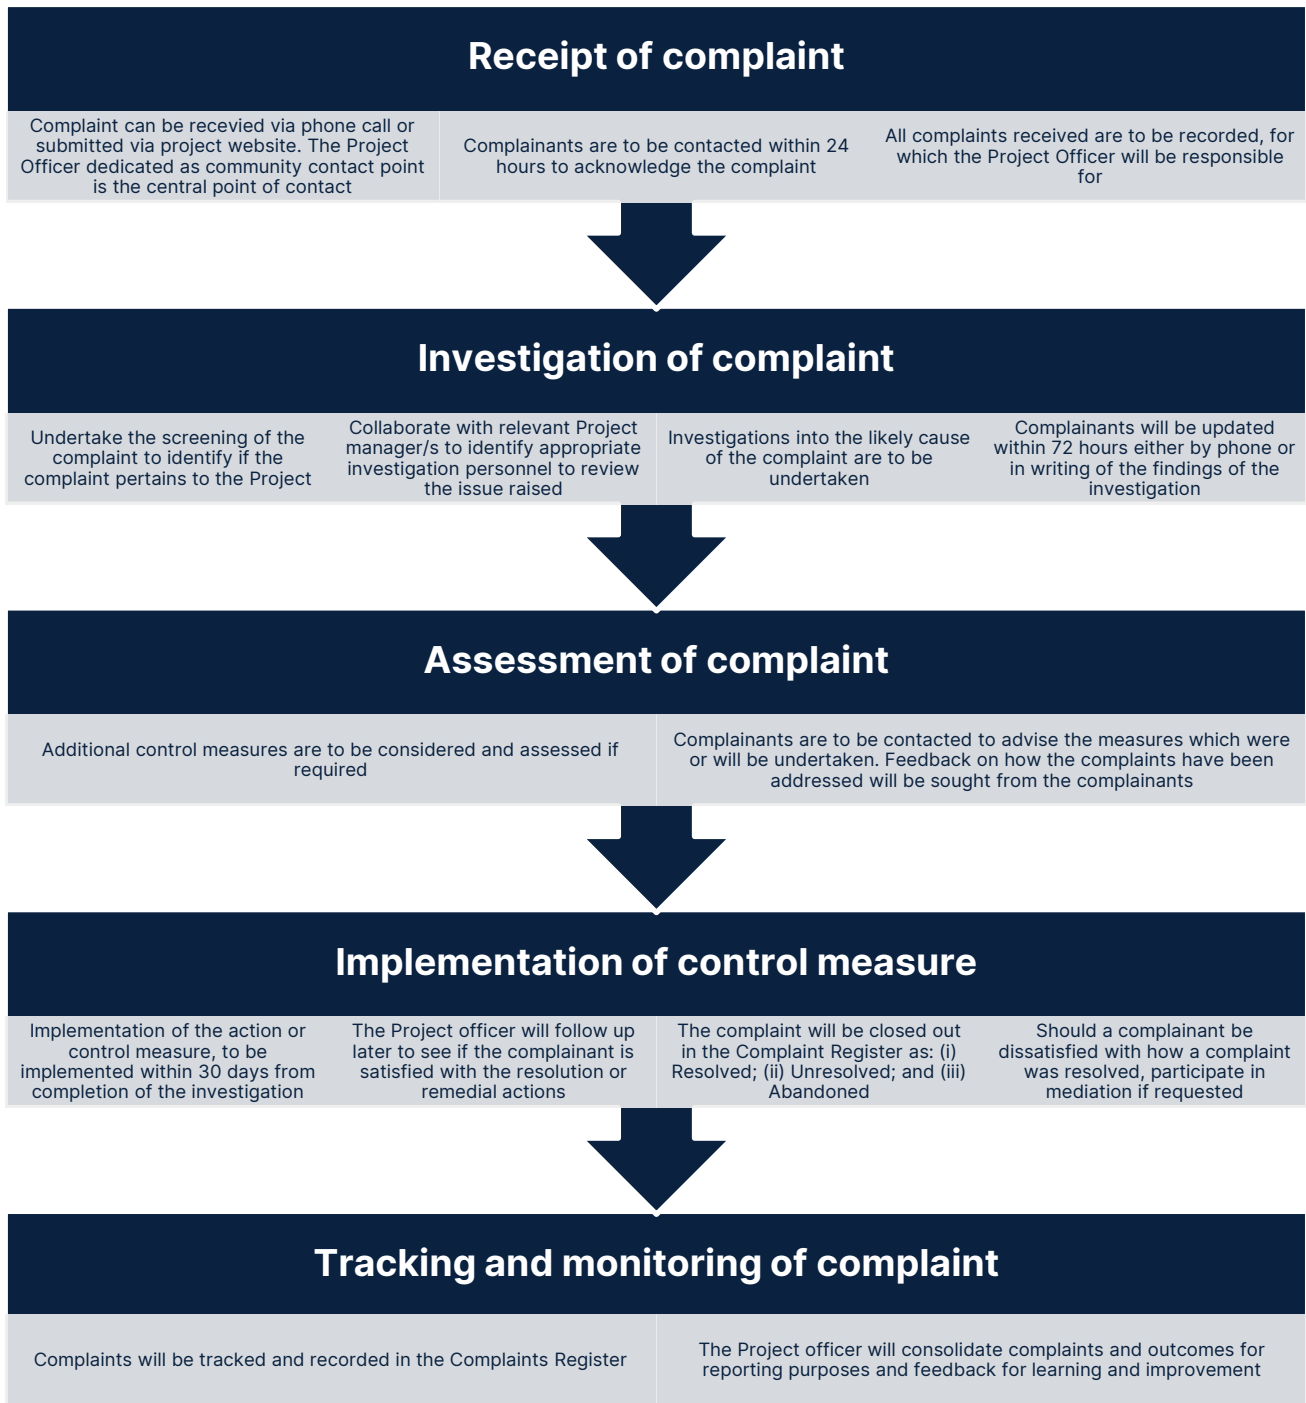 Receipt of complaint
Complaint can be recevied via phone call or
submitted via project website. The Project
Officer dedicated as community contact point
is the central point of contact
Complainants are to be contacted within 24
hours to acknowledge the complaint
All complaints received are to be recorded, for
which the Project Officer will be responsible
for
Investigation of complaint
Undertake the screening of the
complaint to identify if the
complaint pertains to the Project
Collaborate with relevant Project
manager/s to identify appropriate
investigation personnel to review
the issue raised
Investigations into the likely cause
of the complaint are to be
undertaken
Complainants will be updated
within 72 hours either by phone or
in writing of the findings of the
investigation
Assessment of complaint
Additional control measures are to be considered and assessed if
required
Complainants are to be contacted to advise the measures which were
or will be undertaken. Feedback on how the complaints have been
addressed will be sought from the complainants
Implementation of control measure
Implementation of the action or
control measure, to be
implemented within 30 days from
completion of the investigation
The Project officer will follow up
later to see if the complainant is
satisfied with the resolution or
remedial actions
The complaint will be closed out
in the Complaint Register as: (i)
Resolved; (ii) Unresolved; and (iii)
Abandoned
Should a complainant be
dissatisfied with how a complaint
was resolved, participate in
mediation if requested
Tracking and monitoring of complaint
Complaints will be tracked and recorded in the Complaints Register
The Project officer will consolidate complaints and outcomes for
reporting purposes and feedback for learning and improvement